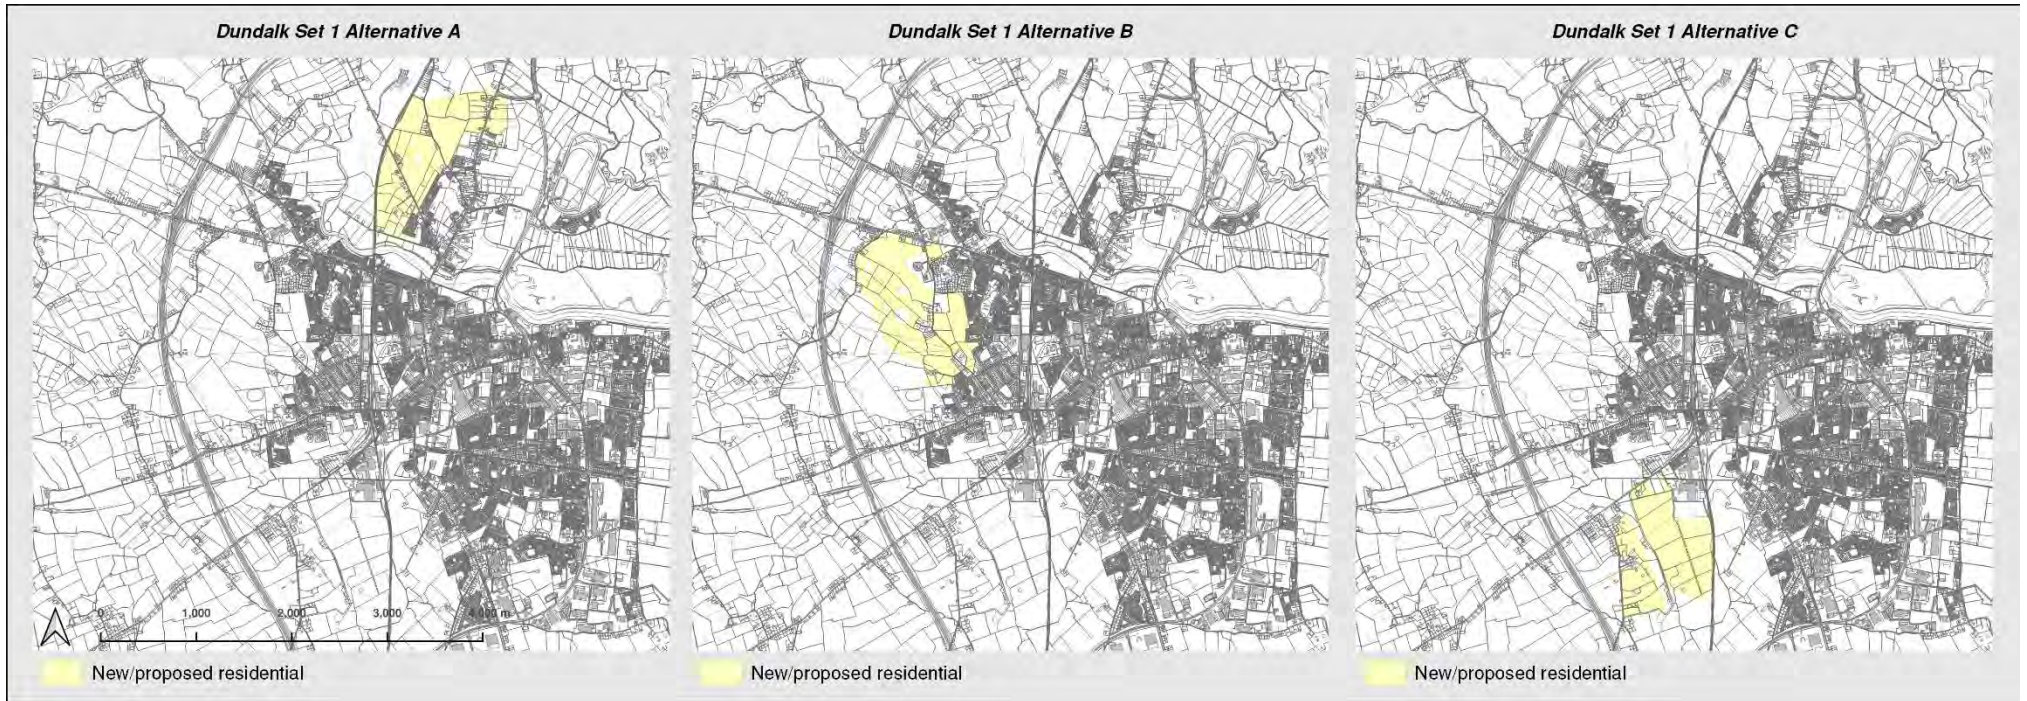 Dundalk Set 1 Alternative A
Dundalk Set 1 Alternative B
Dundalk Set 1 Alternative C
0 1,000 2,000 3,000 4,000 m
New/proposed residential
New/proposed residential
New/proposed residential